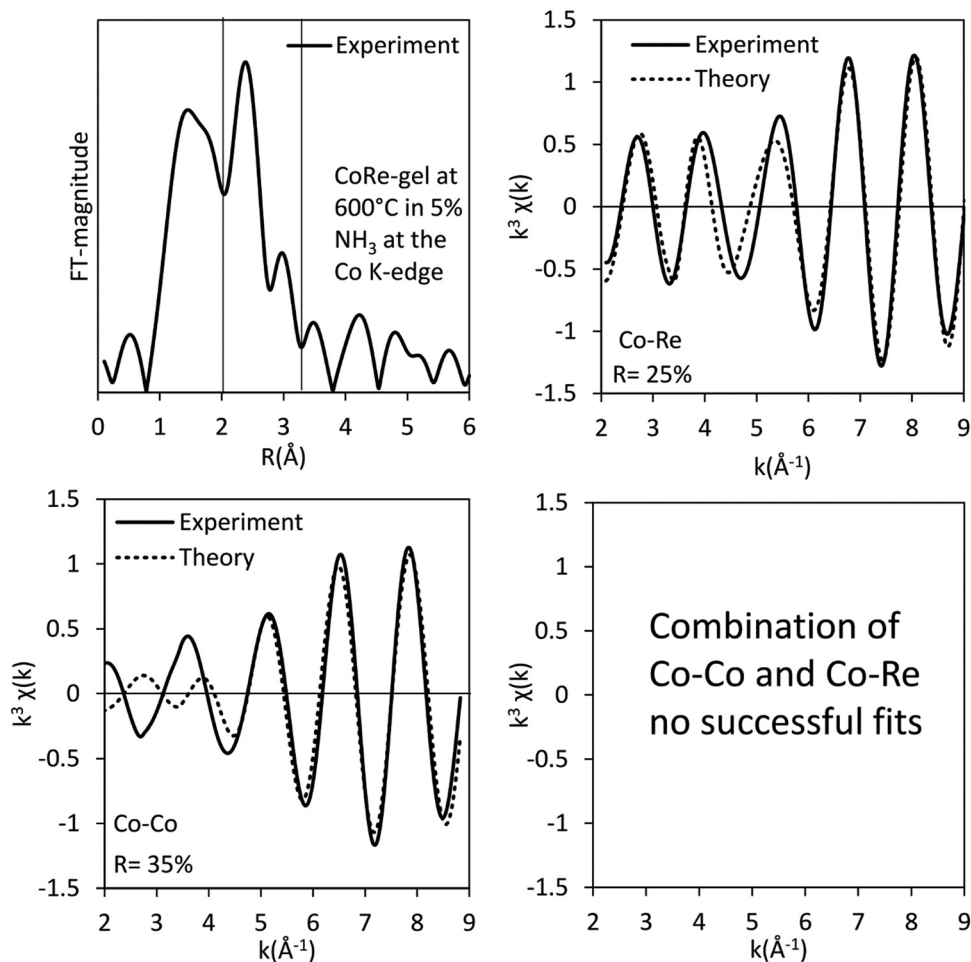 Experiment
FT-magnitude
CoRe-gel at
600°C in 5%
NH₃ at the
Co K-edge
0 1 2 3 4 5 6
R(Å)
Experiment
Theory
k³ χ(k)
1.5
1
0.5
0
-0.5
-1
-1.5
Co-Re
R= 25%
2 3 4 5 6 7 8 9
k(Å⁻¹)
Experiment
Theory
k³ χ(k)
1.5
1
0.5
0
-0.5
-1
-1.5
Co-Co
R= 35%
2 3 4 5 6 7 8 9
k(Å⁻¹)
k³ χ(k)
1.5
1
0.5
0
-0.5
-1
-1.5
Combination of
Co-Co and Co-Re
no successful fits
2 3 4 5 6 7 8 9
k(Å⁻¹)